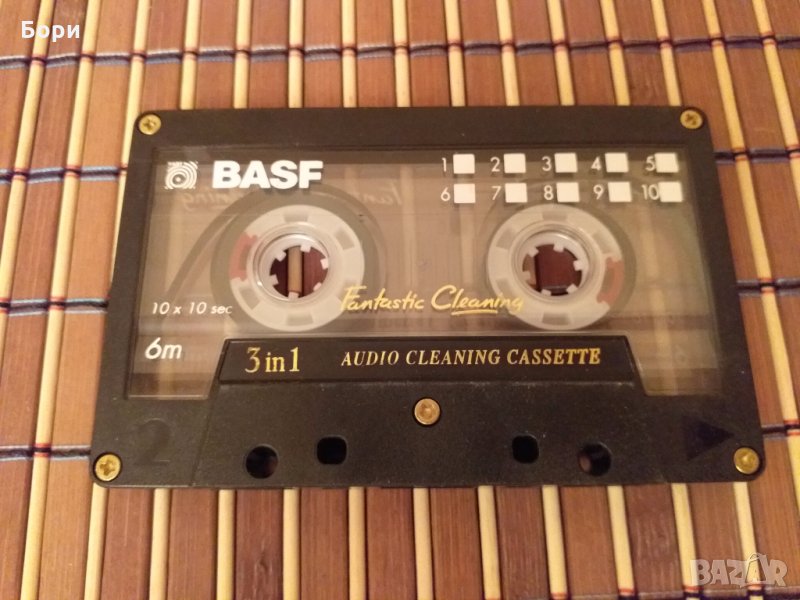 Бори
BASF
1 2 3 4 5
6 7 8 9 10
Fantastic Cleaning
10 x 10 sec
6m
3 in 1 AUDIO CLEANING CASSETTE
2
BAZAR